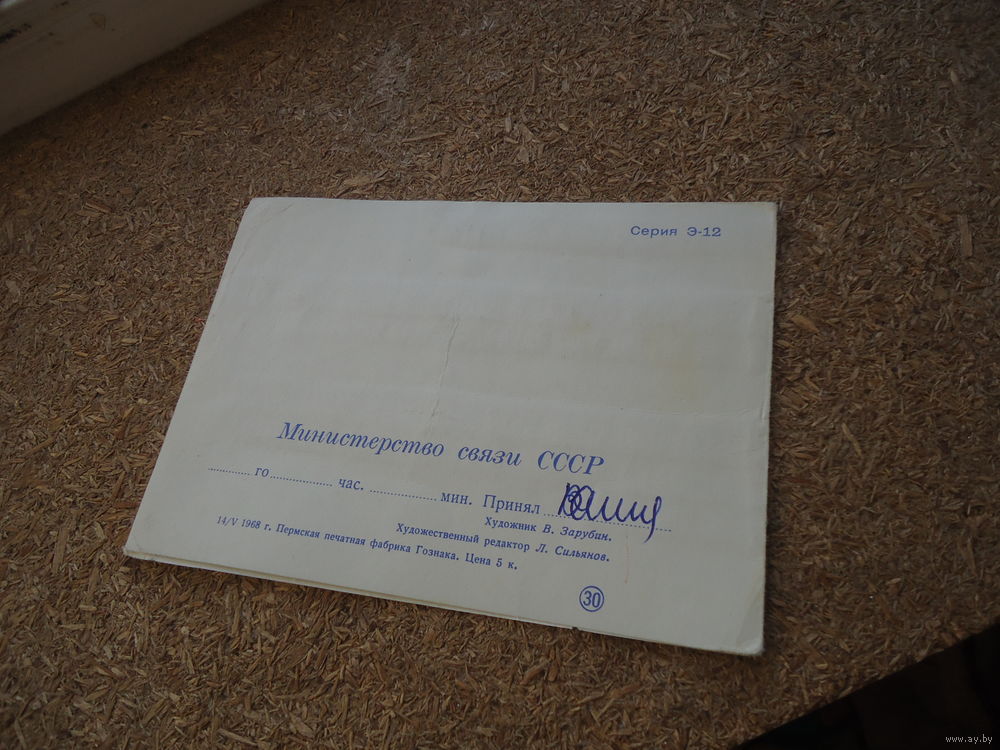 Серия Э-12
Министерство связи СССР
............ го .................. час. .................. мин. Принял ..................
Художник В. Зарубин.
Художественный редактор Л. Сильянов.
14/V 1968 г. Пермская печатная фабрика Гознака. Цена 5 к.
30
www.ay.by